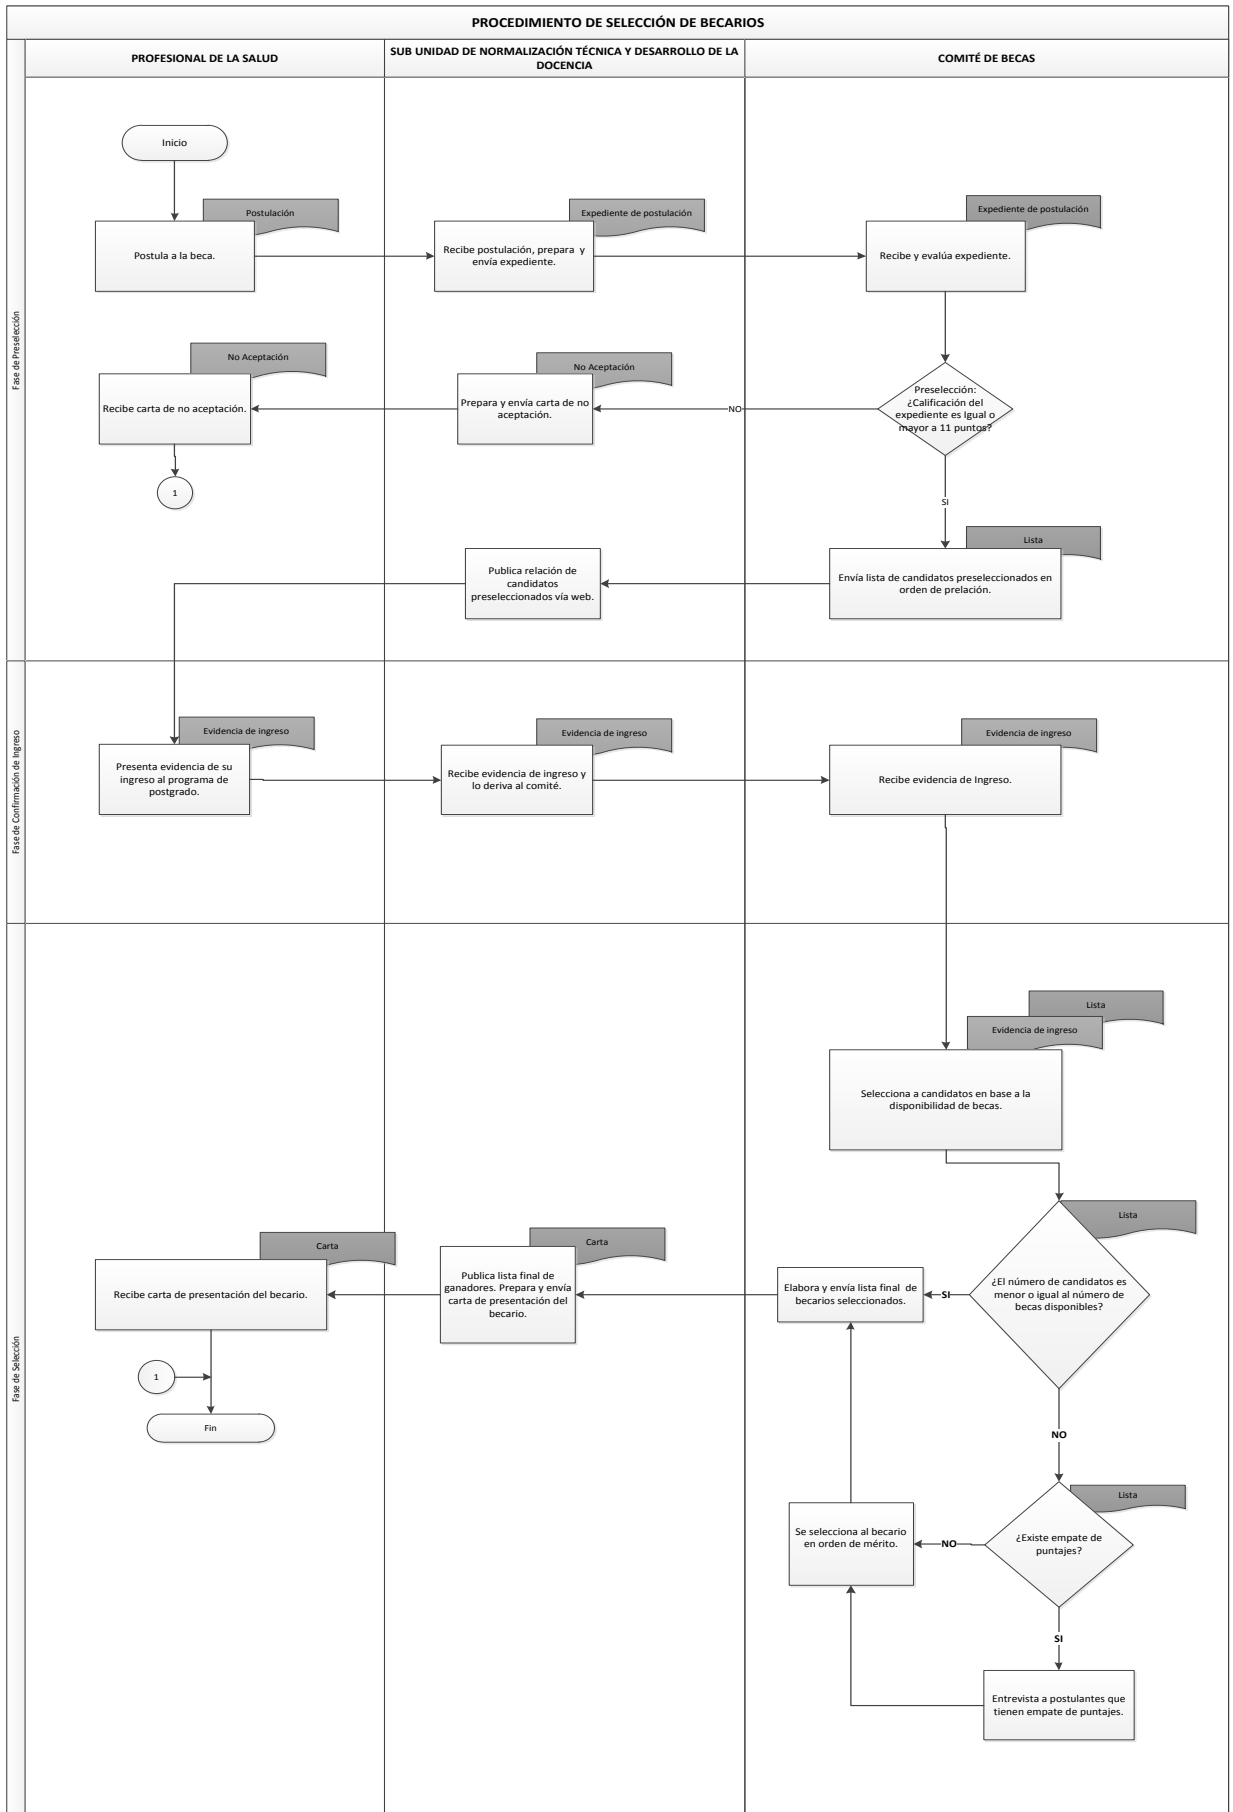 PROCEDIMIENTO DE SELECCIÓN DE BECARIOS
PROFESIONAL DE LA SALUD
SUB UNIDAD DE NORMALIZACIÓN TÉCNICA Y DESARROLLO DE LA
DOCENCIA
COMITÉ DE BECAS
Fase de Preselección
Inicio
Postulación
Postula a la beca.
Expediente de postulación
Recibe postulación, prepara y
envía expediente.
Expediente de postulación
Recibe y evalúa expediente.
No Aceptación
Recibe carta de no aceptación.
No Aceptación
Prepara y envía carta de no
aceptación.
NO
Preselección:
¿Calificación del
expediente es Igual o
mayor a 11 puntos?
1
SI
Lista
Envía lista de candidatos preseleccionados en
orden de prelación.
Publica relación de
candidatos
preseleccionados vía web.
Fase de Confirmación de Ingreso
Evidencia de ingreso
Presenta evidencia de su
ingreso al programa de
postgrado.
Evidencia de ingreso
Recibe evidencia de ingreso y
lo deriva al comité.
Evidencia de ingreso
Recibe evidencia de Ingreso.
Fase de Selección
Lista
Evidencia de ingreso
Selecciona a candidatos en base a la
disponibilidad de becas.
Lista
¿El número de candidatos es
menor o igual al número de
becas disponibles?
SI
Elabora y envía lista final de
becarios seleccionados.
Carta
Publica lista final de
ganadores. Prepara y envía
carta de presentación del
becario.
Carta
Recibe carta de presentación del becario.
1
Fin
NO
Lista
¿Existe empate de
puntajes?
NO
Se selecciona al becario
en orden de mérito.
SI
Entrevista a postulantes que
tienen empate de puntajes.